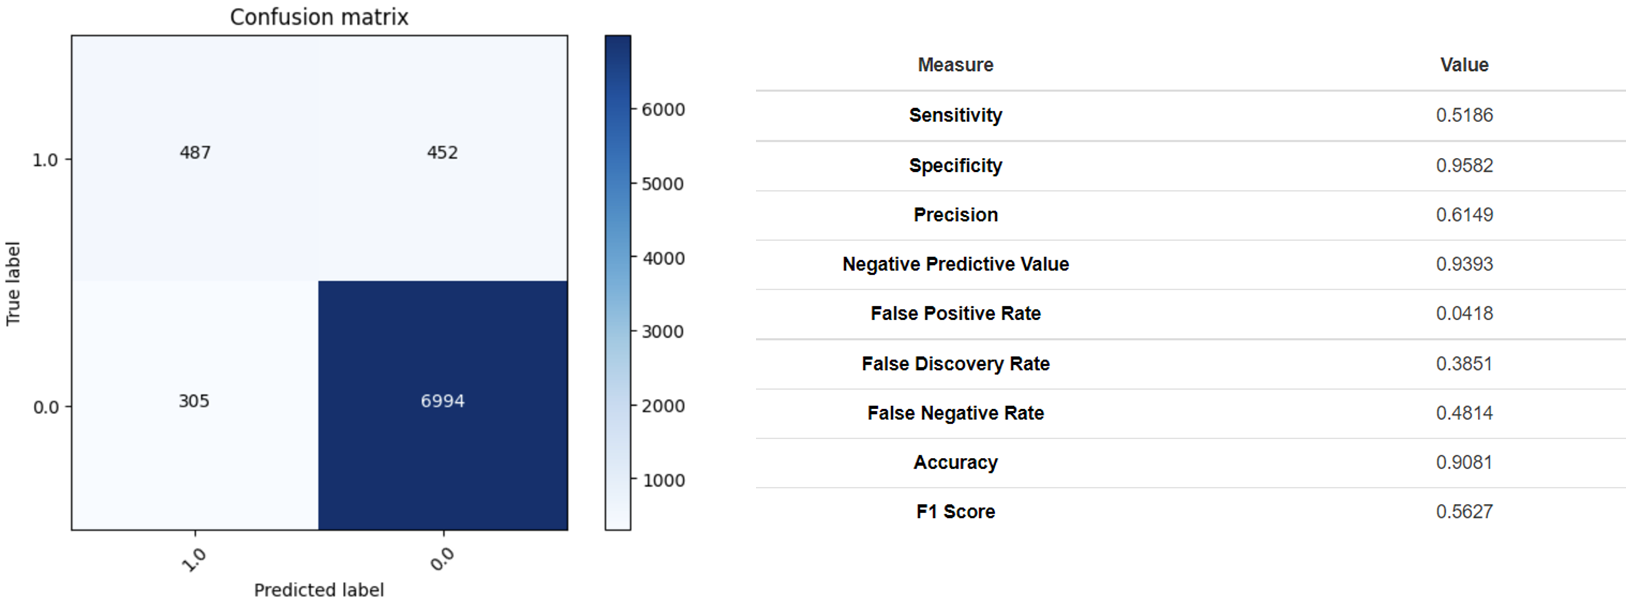 Confusion matrix
True label
1.0
0.0
487 452
305 6994
1.0 0.0
Predicted label
6000
5000
4000
3000
2000
1000
Measure Value
Sensitivity 0.5186
Specificity 0.9582
Precision 0.6149
Negative Predictive Value 0.9393
False Positive Rate 0.0418
False Discovery Rate 0.3851
False Negative Rate 0.4814
Accuracy 0.9081
F1 Score 0.5627